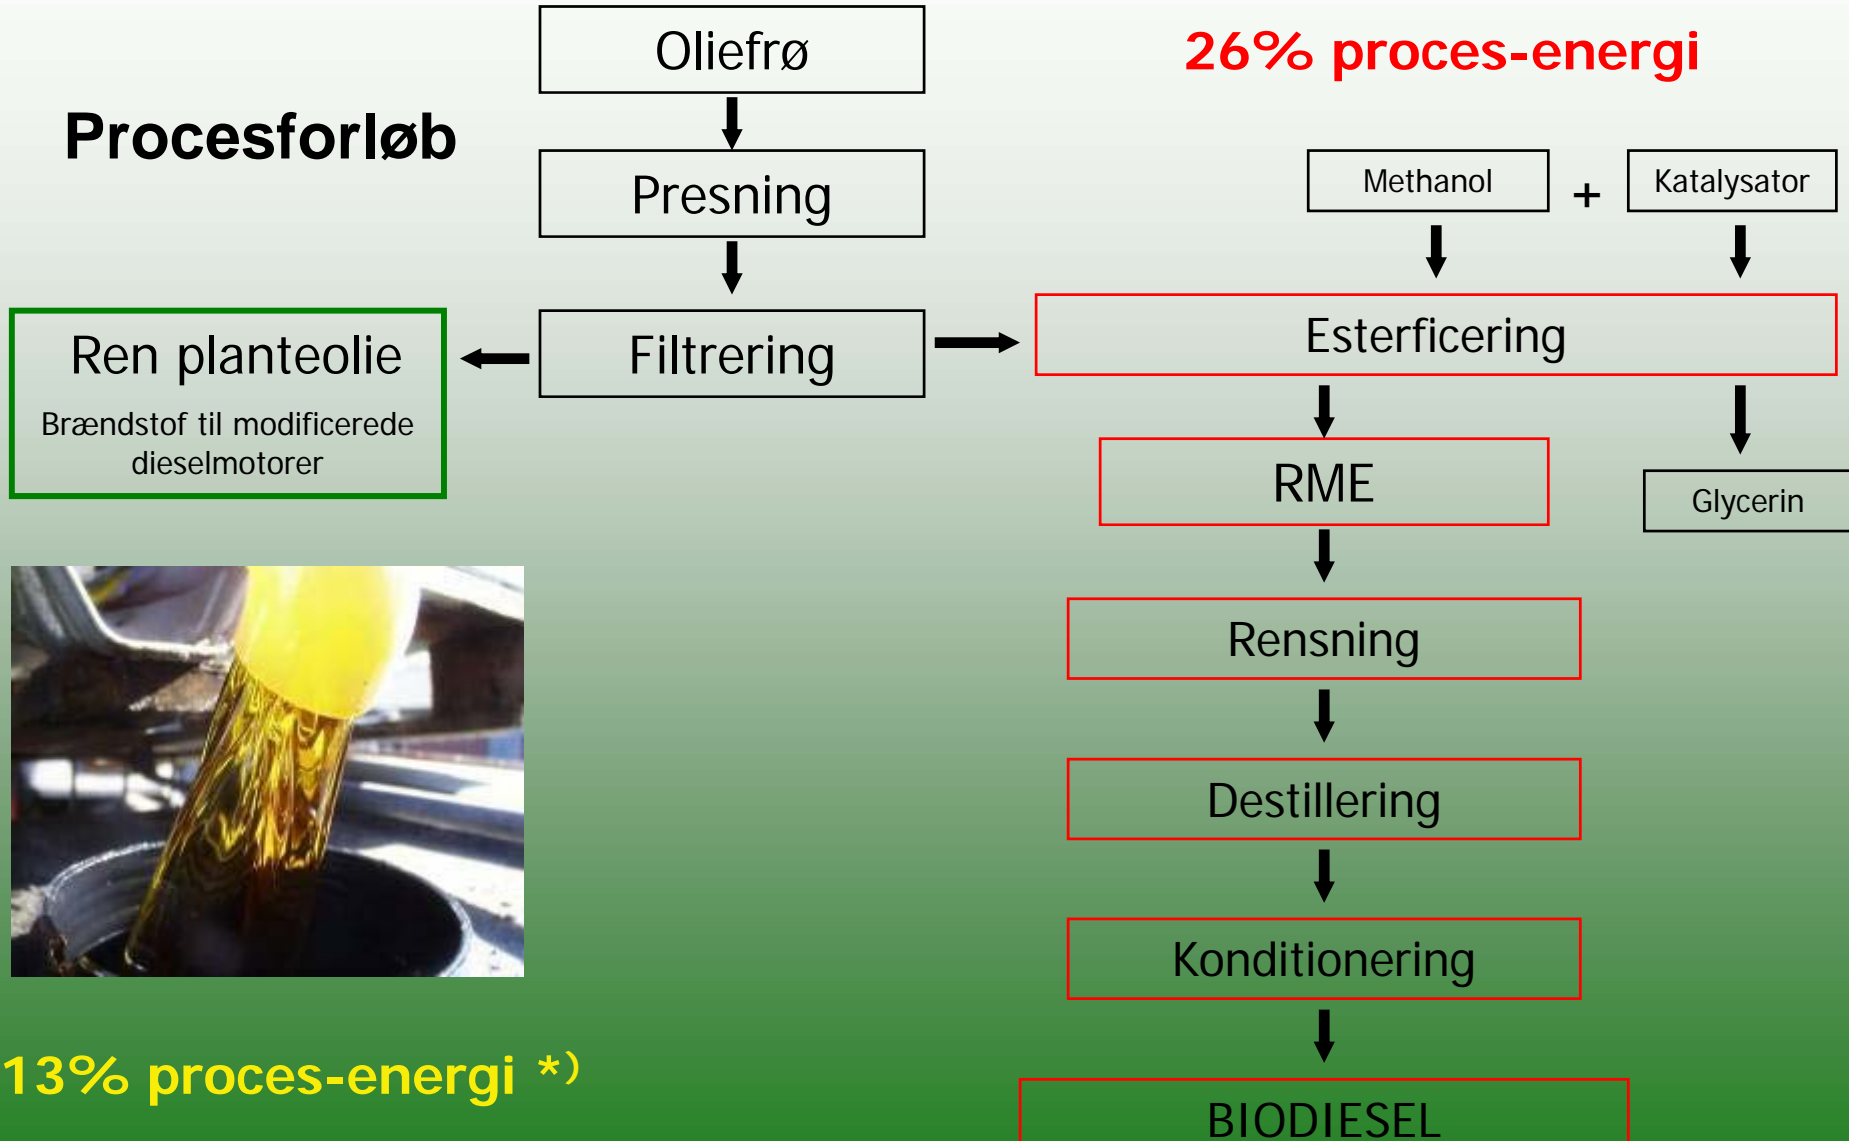 Oliefrø
26% proces-energi
Procesforløb
Presning
Methanol
+
Katalysator
Ren planteolie
Brændstof til modificerede
dieselmotorer
Filtrering
Esterficering
RME
Glycerin
Rensning
Destillering
Konditionering
13% proces-energi *)
BIODIESEL